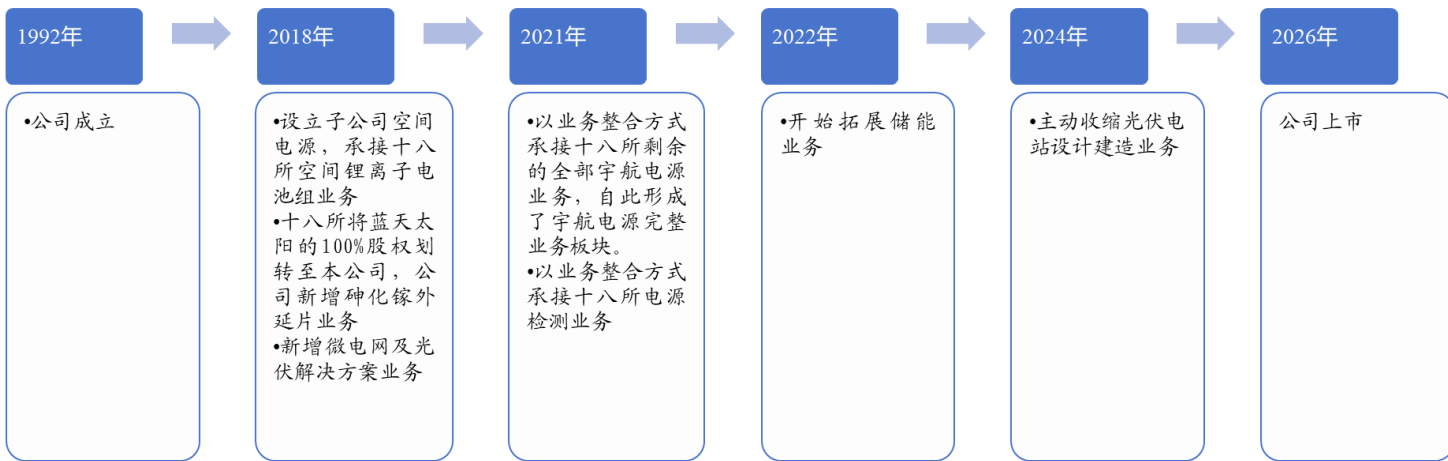 1992年
•公司成立
2018年
•设立子公司空间
电源，承接十八
所空间锂离子电
池组业务
•十八所将蓝天太
阳的100%股权划
转至本公司，公
司新增砷化镓外
延片业务
•新增微电网及光
伏解决方案业务
2021年
•以业务整合方式
承接十八所剩余
的全部宇航电源
业务，自此形成
了宇航电源完整
业务板块。
•以业务整合方式
承接十八所电源
检测业务
2022年
•开始拓展储能
业务
2024年
•主动收缩光伏电
站设计建造业务
2026年
公司上市